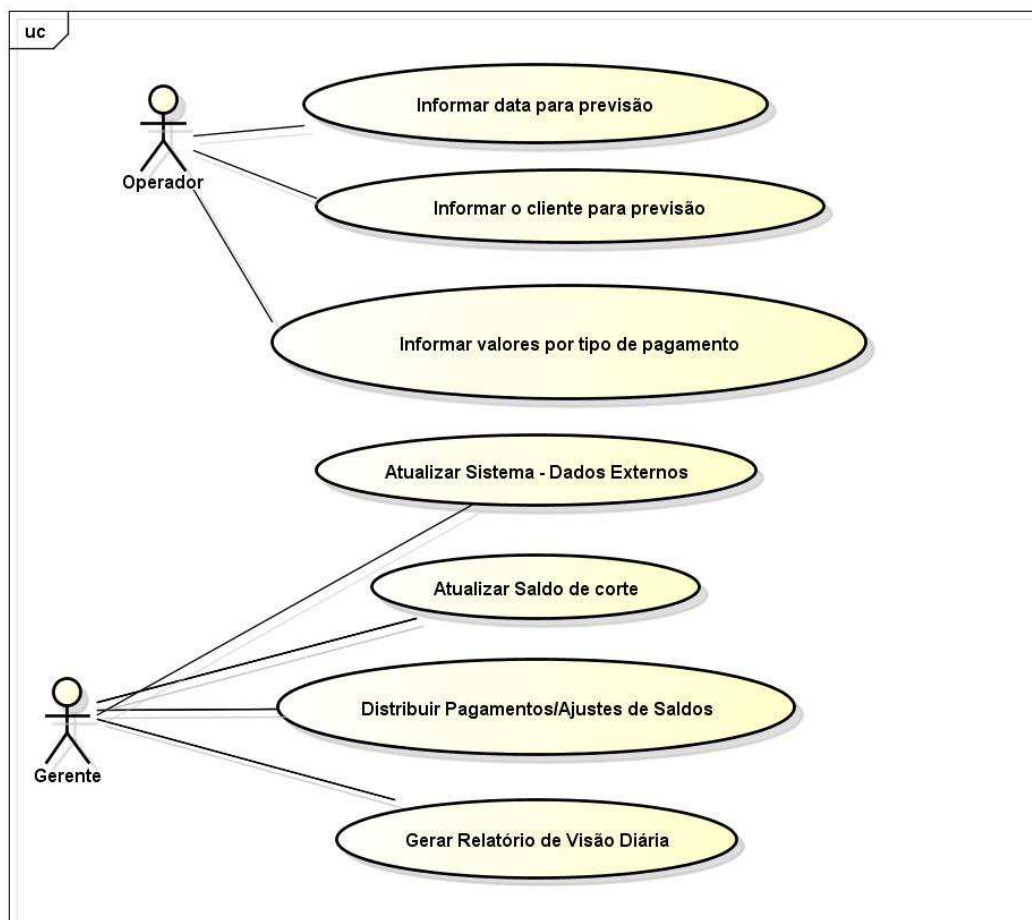 uc
Informar data para previsão
Operador
Informar o cliente para previsão
Informar valores por tipo de pagamento
Atualizar Sistema - Dados Externos
Atualizar Saldo de corte
Distribuir Pagamentos/Ajustes de Saldos
Gerente
Gerar Relatório de Visão Diária